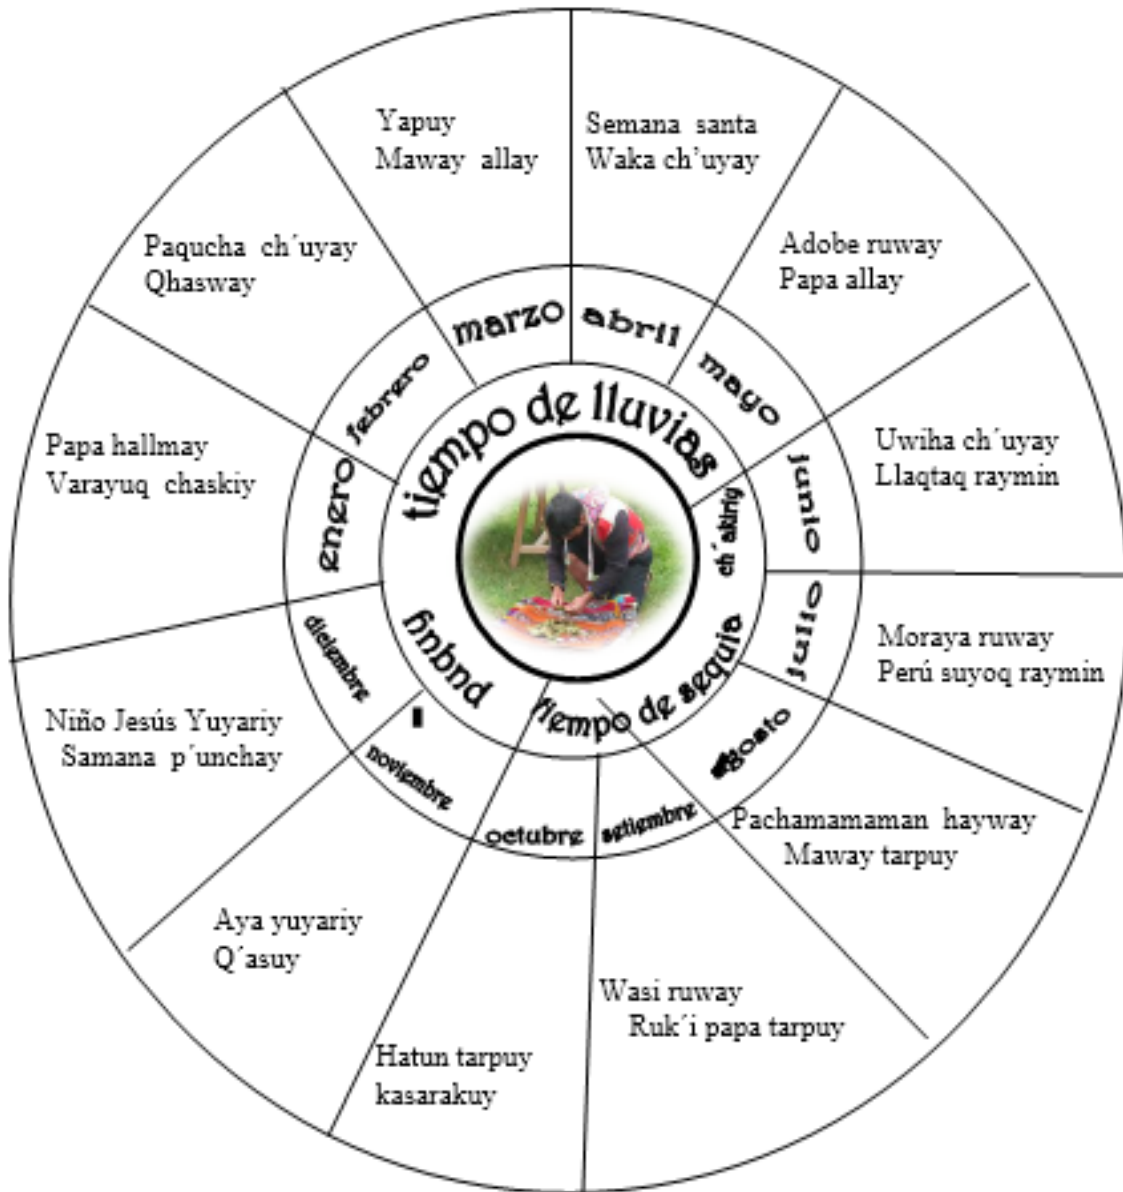 Yapuy
Maway allay
Semana santa
Waka ch'uyay
Paqucha ch´uyay
Qhasway
Adobe ruway
Papa allay
marzo
abril
febrero
mayo
tiempo de lluvias
Papa hallmay
Varayuq chaskiy
Uwiha ch´uyay
Llaqtaq raymin
enero
junio
ch´akiriy
Moraya ruway
Perú suyoq raymin
julio
diciembre
puquy
tiempo de sequia
Niño Jesús Yuyariy
Samana p´unchay
agosto
noviembre
octubre
setiembre
Pachamamaman hayway
Maway tarpuy
Aya yuyariy
Q´asuy
Wasi ruway
Ruk´i papa tarpuy
Hatun tarpuy
kasarakuy